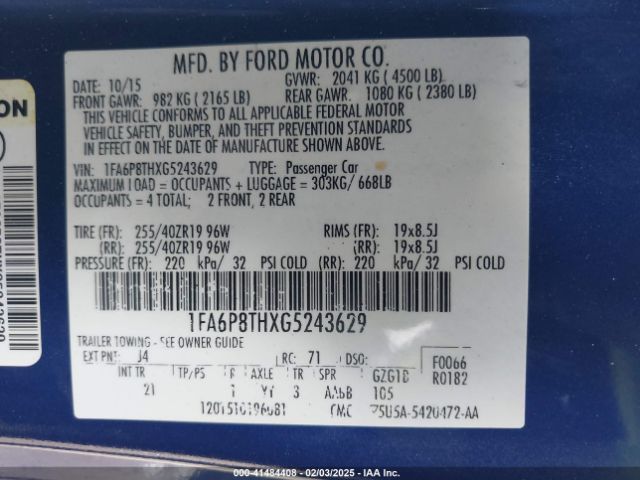 MFD. BY FORD MOTOR CO.
DATE: 10/15 GVWR: 2041 KG ( 4500 LB)
FRONT GAWR: 982 KG ( 2165 LB) REAR GAWR: 1080 KG ( 2380 LB)
THIS VEHICLE CONFORMS TO ALL APPLICABLE FEDERAL MOTOR
VEHICLE SAFETY, BUMPER, AND THEFT PREVENTION STANDARDS
IN EFFECT ON THE DATE OF MANUFACTURE SHOWN ABOVE.
VIN: 1FA6P8THXG5243629 TYPE: Passenger Car
MAXIMUM LOAD = OCCUPANTS + LUGGAGE = 303KG/ 668LB
OCCUPANTS = 4 TOTAL; 2 FRONT, 2 REAR
TIRE (FR): 255/40ZR19 96W RIMS (FR): 19x8.5J
(RR): 255/40ZR19 96W (RR): 19x8.5J
PRESSURE (FR): 220 kPa/ 32 PSI COLD (RR): 220 kPa/ 32 PSI COLD
1FA6P8THXG5243629
TRAILER TOWING - SEE OWNER GUIDE
EXT PNT: J4 RC: 71 DSO: F0066
R0182
INT TR TP/PS R AXLE TR SPR
21 3 105
-AA
ON
06-41484408 - 02/03/2025 - IAA Inc.